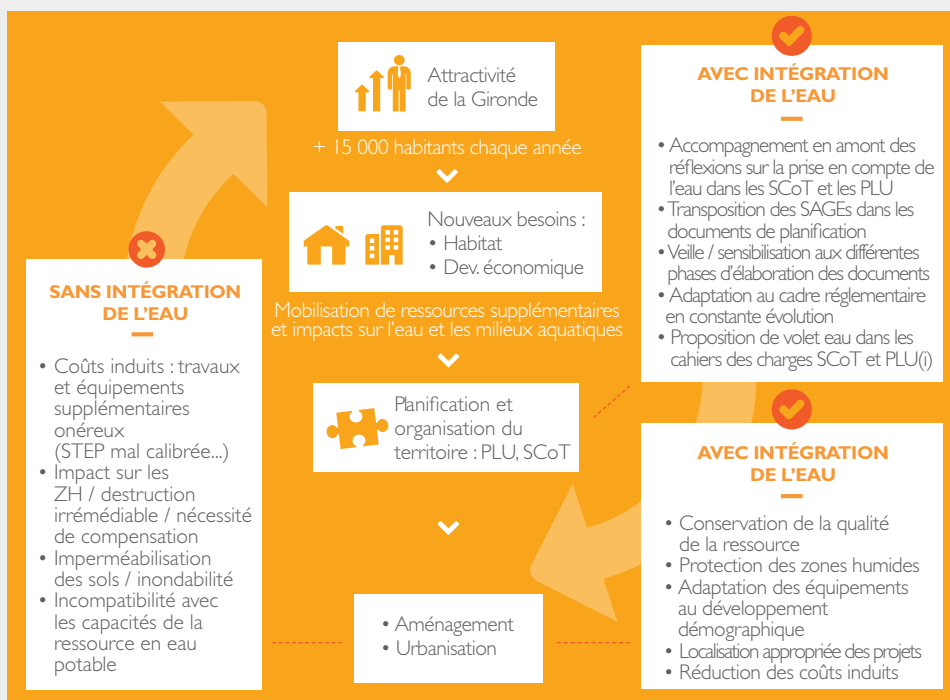 Attractivité
de la Gironde
+ 15 000 habitants chaque année
Nouveaux besoins :
• Habitat
• Dev. économique
Mobilisation de ressources supplémentaires
et impacts sur l'eau et les milieux aquatiques
Planification et
organisation du
territoire : PLU, SCoT
• Aménagement
• Urbanisation
SANS INTÉGRATION
DE L'EAU
• Coûts induits : travaux
et équipements
supplémentaires
onéreux
(STEP mal calibrée...)
• Impact sur les
ZH / destruction
irrémédiable / nécessité
de compensation
• Imperméabilisation
des sols / inondabilité
• Incompatibilité avec
les capacités de la
ressource en eau
potable
AVEC INTÉGRATION
DE L'EAU
• Accompagnement en amont des
réflexions sur la prise en compte de
l'eau dans les SCoT et les PLU
• Transposition des SAGEs dans les
documents de planification
• Veille / sensibilisation aux différentes
phases d'élaboration des documents
• Adaptation au cadre réglementaire
en constante évolution
• Proposition de volet eau dans les
cahiers des charges SCoT et PLU(i)
AVEC INTÉGRATION
DE L'EAU
• Conservation de la qualité
de la ressource
• Protection des zones humides
• Adaptation des équipements
au développement
démographique
• Localisation appropriée des projets
• Réduction des coûts induits